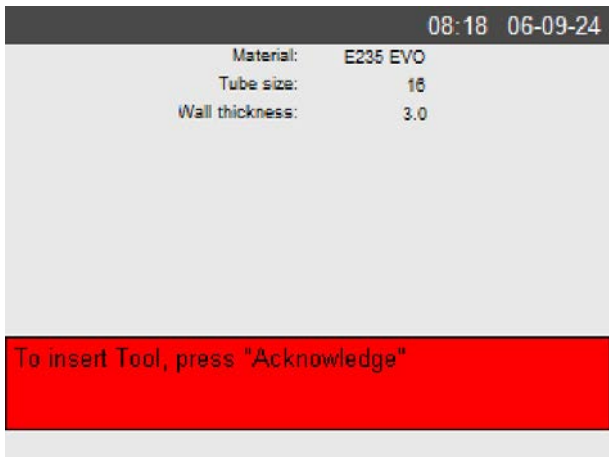 08:18 06-09-24
Material: E235 EVO
Tube size: 16
Wall thickness: 3.0
To insert Tool, press "Acknowledge"